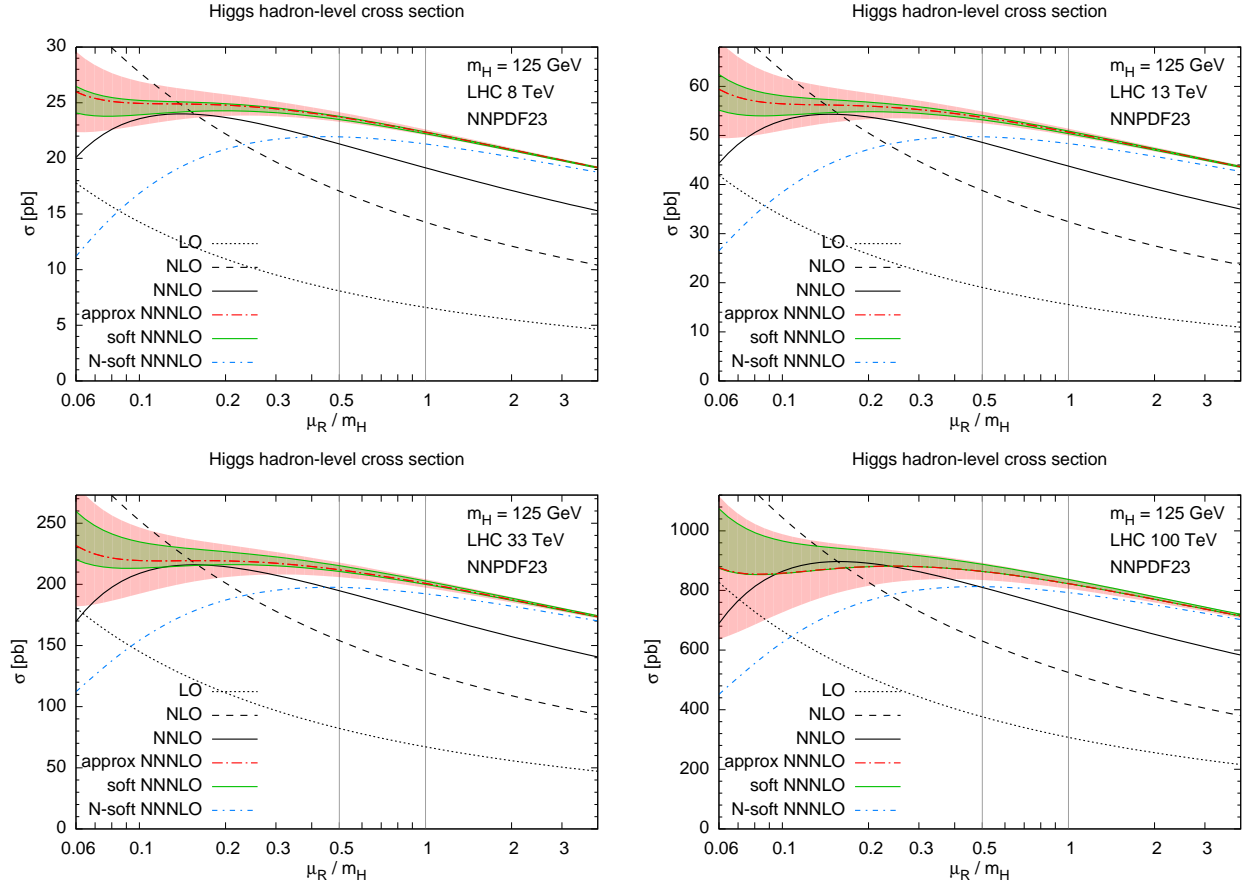 Higgs hadron-level cross section
m_H = 125 GeV
LHC 8 TeV
NNPDF23
σ [pb]
30
25
20
15
10
5
0
LO
NLO
NNLO
approx NNNLO
soft NNNLO
N-soft NNNLO
0.06 0.1 0.2 0.5 1 2 3
μ_R / m_H
Higgs hadron-level cross section
m_H = 125 GeV
LHC 13 TeV
NNPDF23
σ [pb]
60
50
40
30
20
10
0
LO
NLO
NNLO
approx NNNLO
soft NNNLO
N-soft NNNLO
0.06 0.1 0.2 0.5 1 2 3
μ_R / m_H
Higgs hadron-level cross section
m_H = 125 GeV
LHC 33 TeV
NNPDF23
σ [pb]
250
200
150
100
50
0
LO
NLO
NNLO
approx NNNLO
soft NNNLO
N-soft NNNLO
0.06 0.1 0.2 0.5 1 2 3
μ_R / m_H
Higgs hadron-level cross section
m_H = 125 GeV
LHC 100 TeV
NNPDF23
σ [pb]
1000
800
600
400
200
0
LO
NLO
NNLO
approx NNNLO
soft NNNLO
N-soft NNNLO
0.06 0.1 0.2 0.5 1 2 3
μ_R / m_H